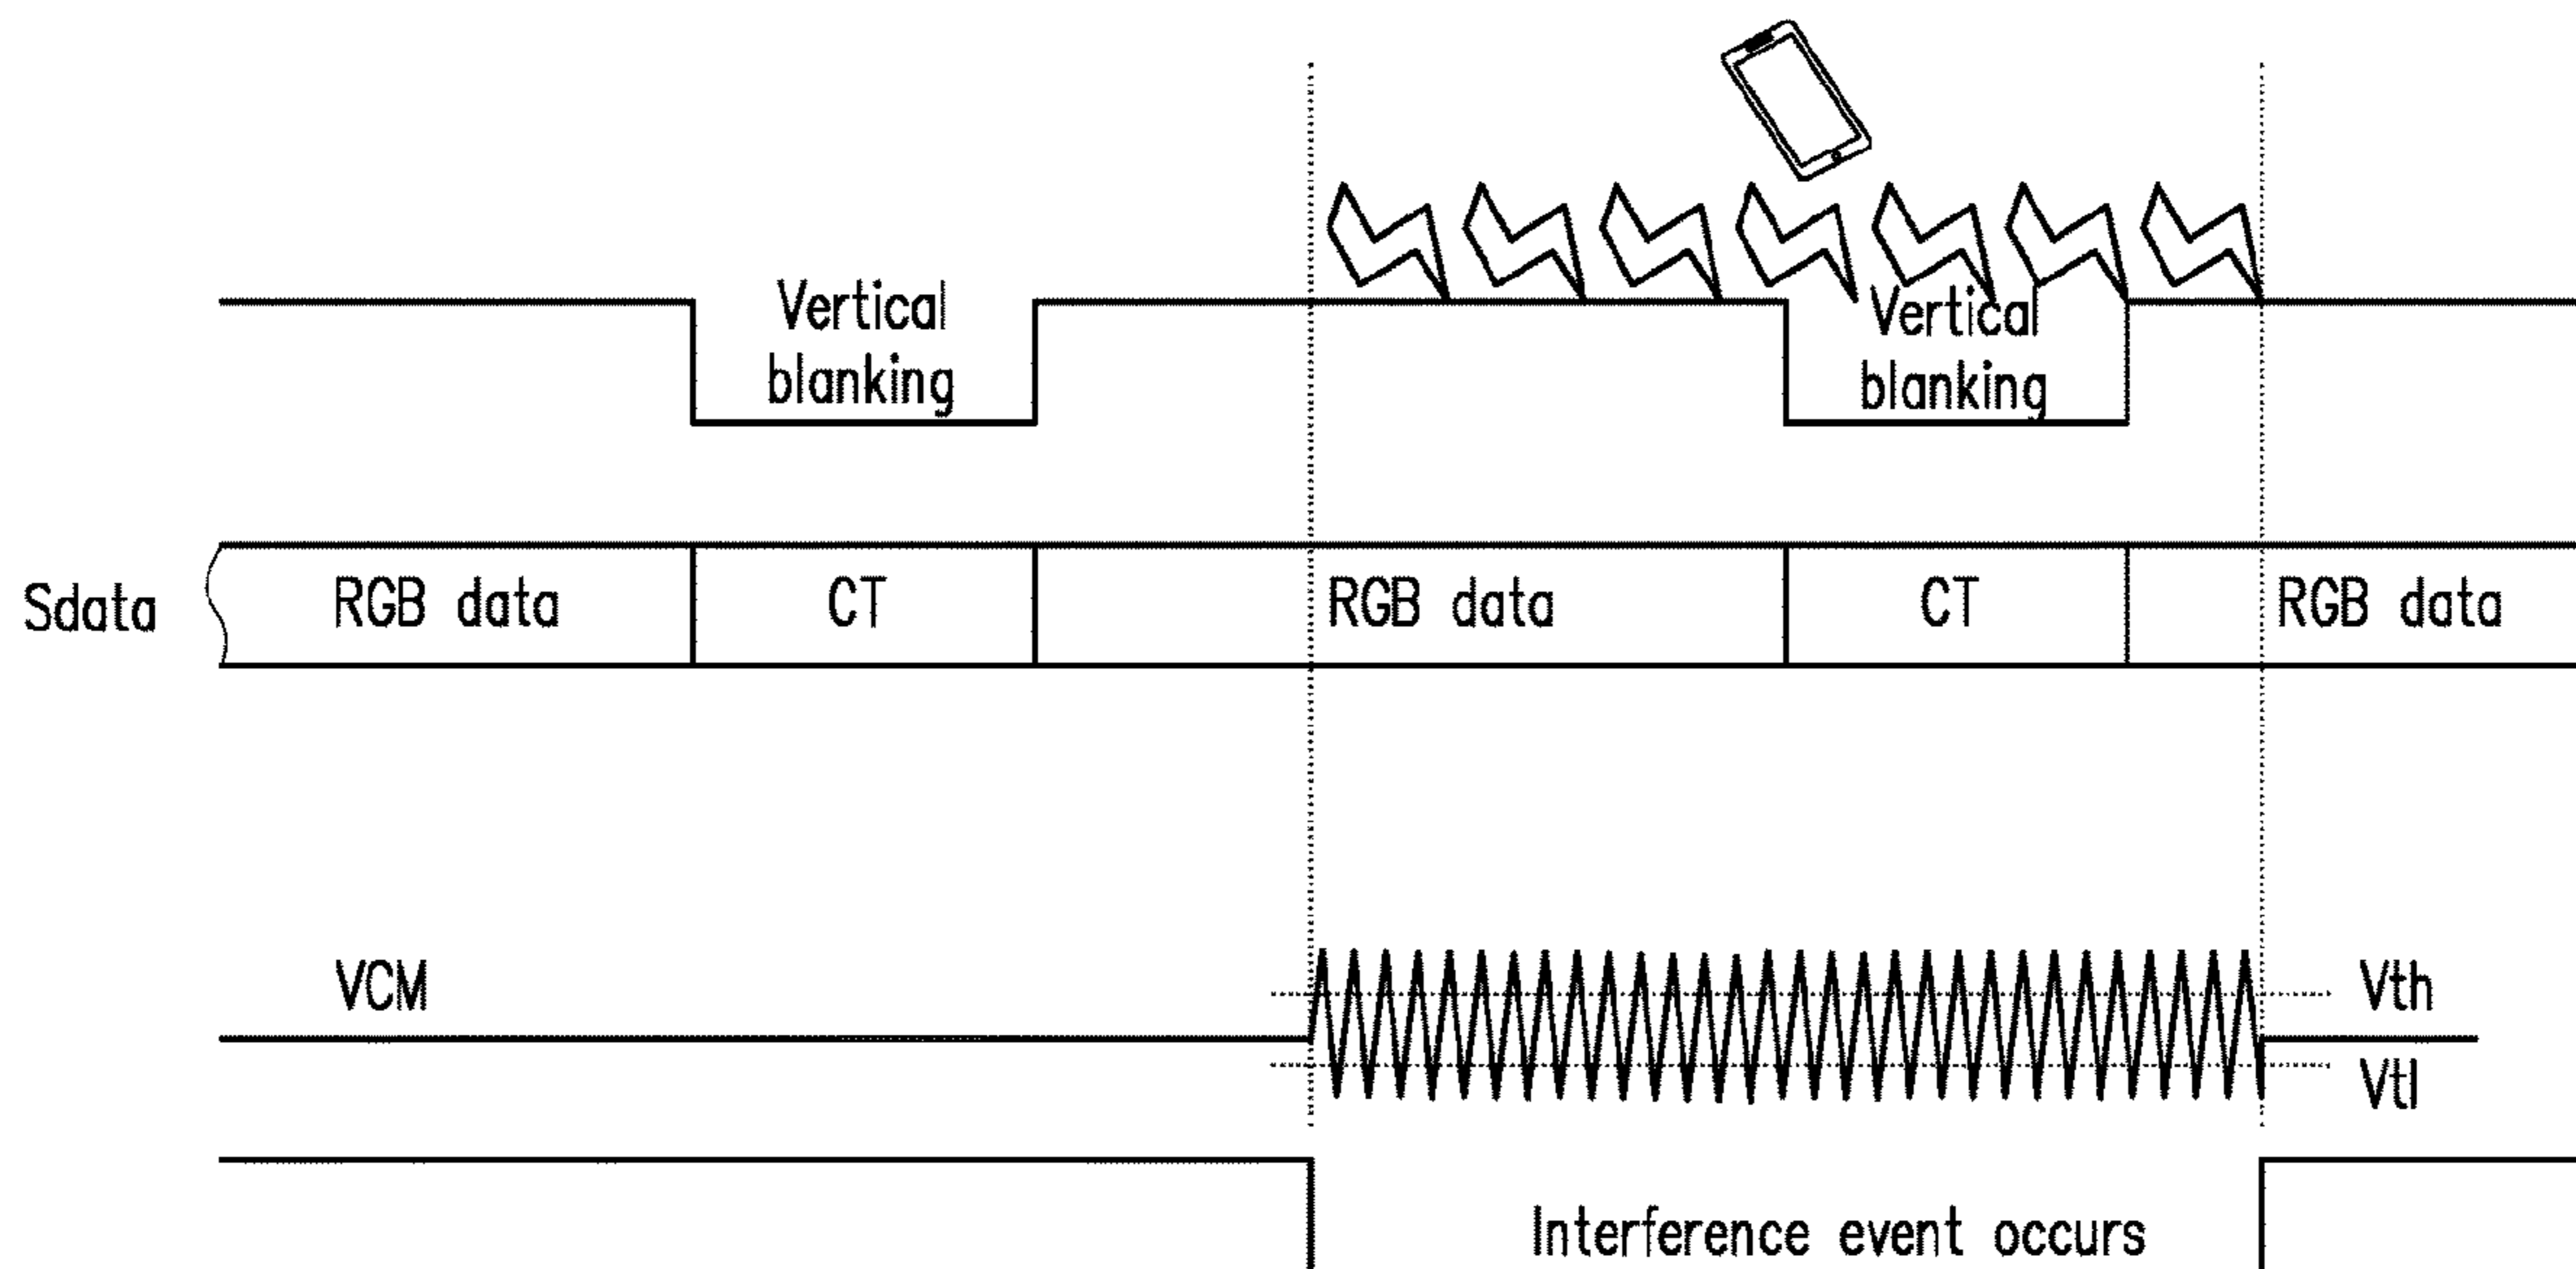 Vertical
blanking
Vertical
blanking
Sdata
RGB data
CT
RGB data
CT
RGB data
VCM
Vth
Vtl
Interference event occurs